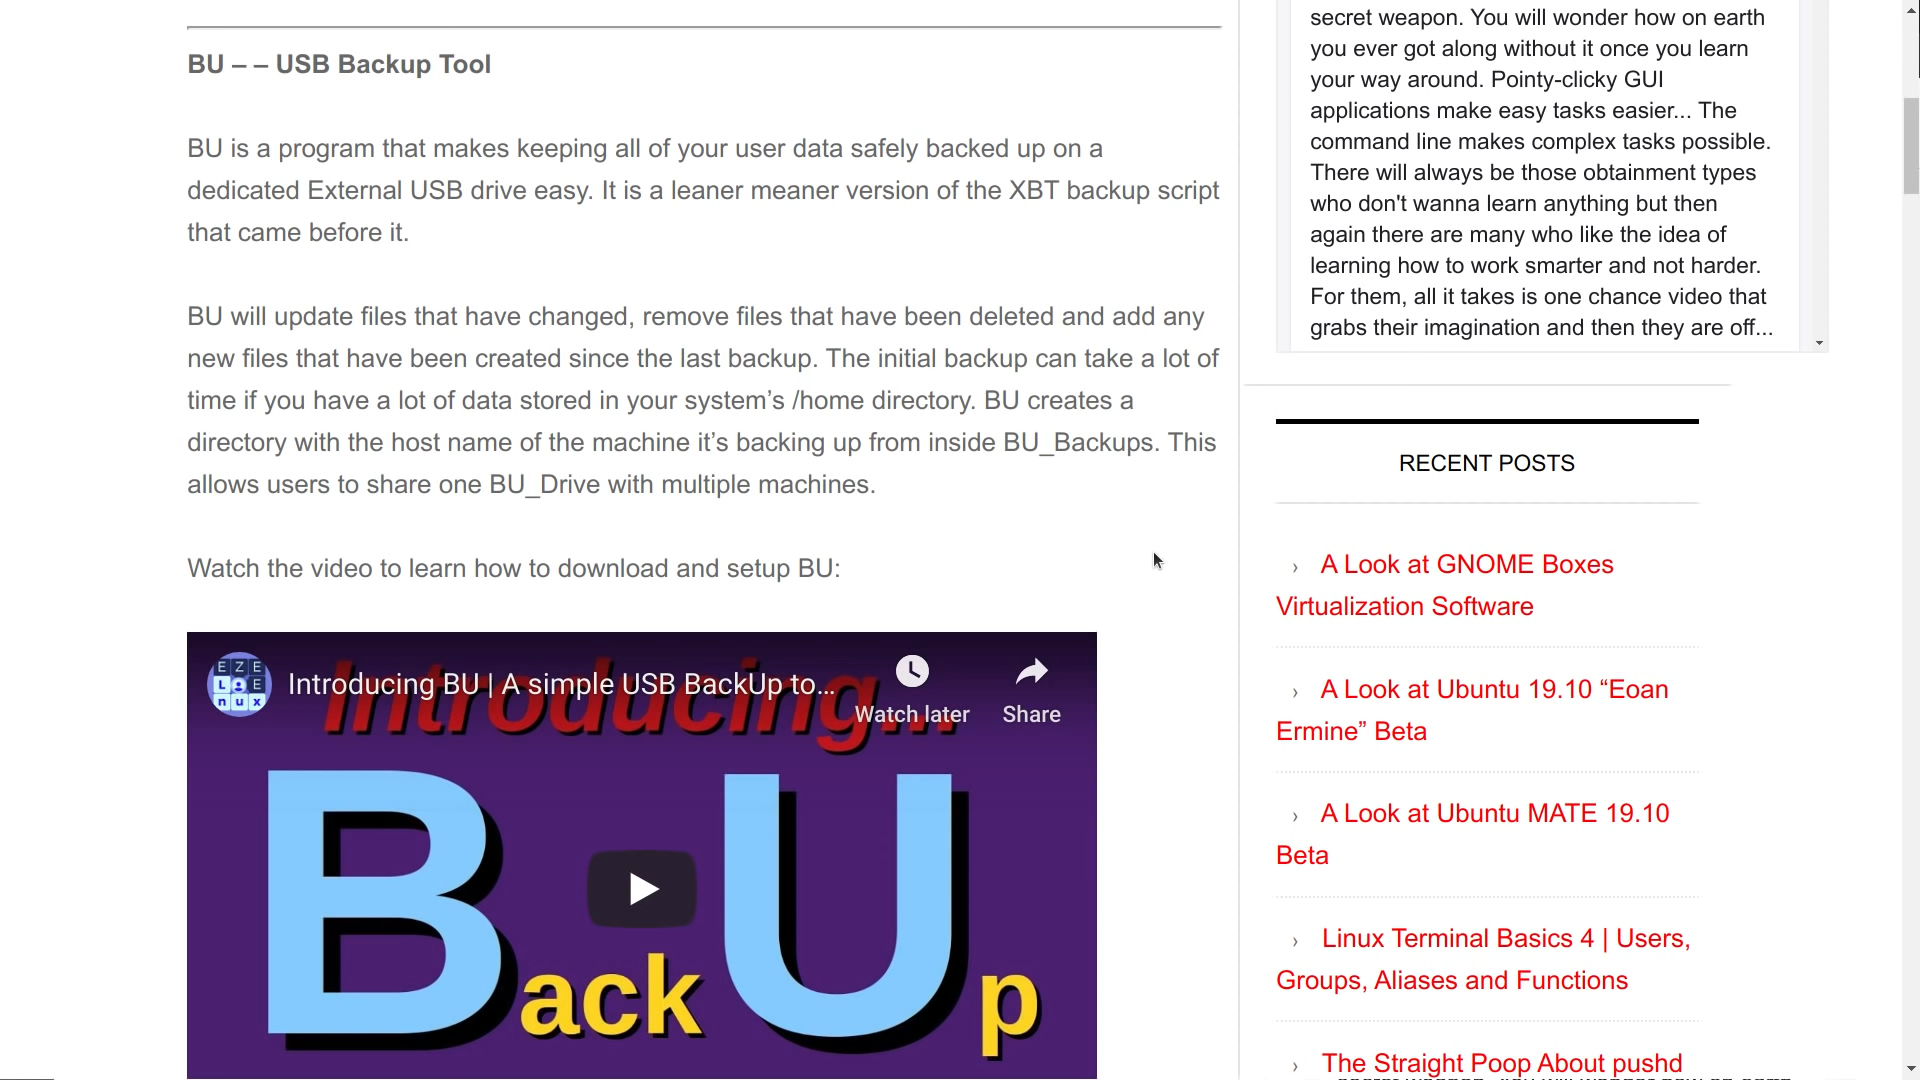 BU – – USB Backup Tool
BU is a program that makes keeping all of your user data safely backed up on a
dedicated External USB drive easy. It is a leaner meaner version of the XBT backup script
that came before it.
BU will update files that have changed, remove files that have been deleted and add any
new files that have been created since the last backup. The initial backup can take a lot of
time if you have a lot of data stored in your system’s /home directory. BU creates a
directory with the host name of the machine it’s backing up from inside BU_Backups. This
allows users to share one BU_Drive with multiple machines.
Watch the video to learn how to download and setup BU:
EZE
L E
nux
Introducing BU | A simple USB BackUp to...
Watch later
Share
Introducing...
BackUp
secret weapon. You will wonder how on earth
you ever got along without it once you learn
your way around. Pointy-clicky GUI
applications make easy tasks easier... The
command line makes complex tasks possible.
There will always be those obtainment types
who don't wanna learn anything but then
again there are many who like the idea of
learning how to work smarter and not harder.
For them, all it takes is one chance video that
grabs their imagination and then they are off...
RECENT POSTS
› A Look at GNOME Boxes
Virtualization Software
› A Look at Ubuntu 19.10 “Eoan
Ermine” Beta
› A Look at Ubuntu MATE 19.10
Beta
› Linux Terminal Basics 4 | Users,
Groups, Aliases and Functions
› The Straight Poop About pushd